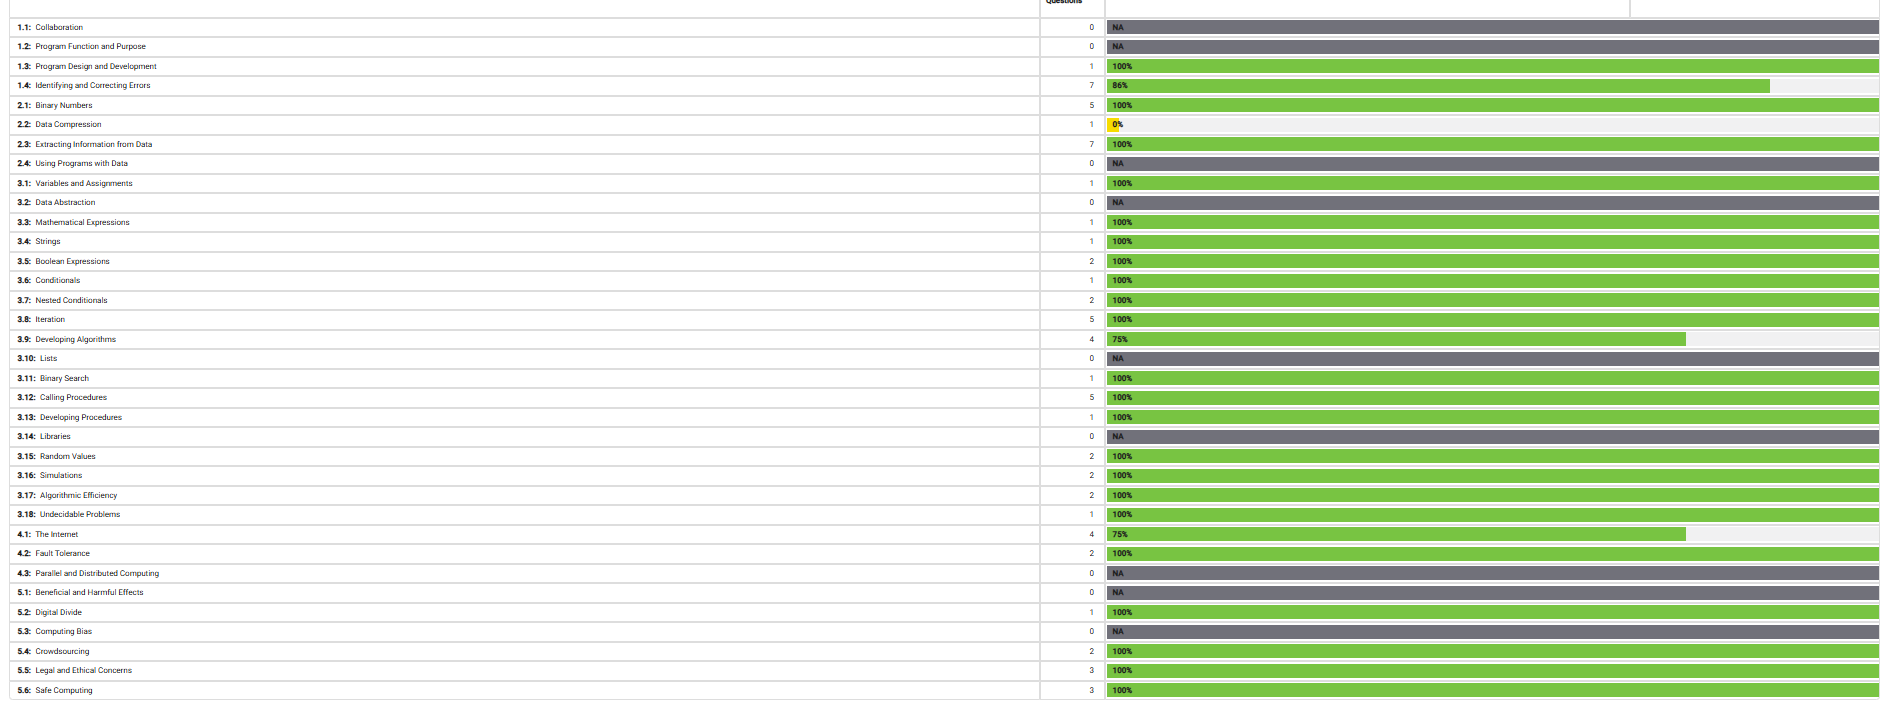 Questions
1.1: Collaboration 0 NA
1.2: Program Function and Purpose 0 NA
1.3: Program Design and Development 1 100%
1.4: Identifying and Correcting Errors 7 86%
2.1: Binary Numbers 5 100%
2.2: Data Compression 1 0%
2.3: Extracting Information from Data 7 100%
2.4: Using Programs with Data 0 NA
3.1: Variables and Assignments 1 100%
3.2: Data Abstraction 0 NA
3.3: Mathematical Expressions 1 100%
3.4: Strings 1 100%
3.5: Boolean Expressions 2 100%
3.6: Conditionals 1 100%
3.7: Nested Conditionals 2 100%
3.8: Iteration 5 100%
3.9: Developing Algorithms 4 75%
3.10: Lists 0 NA
3.11: Binary Search 1 100%
3.12: Calling Procedures 5 100%
3.13: Developing Procedures 1 100%
3.14: Libraries 0 NA
3.15: Random Values 2 100%
3.16: Simulations 2 100%
3.17: Algorithmic Efficiency 2 100%
3.18: Undecidable Problems 1 100%
4.1: The Internet 4 75%
4.2: Fault Tolerance 2 100%
4.3: Parallel and Distributed Computing 0 NA
5.1: Beneficial and Harmful Effects 0 NA
5.2: Digital Divide 1 100%
5.3: Computing Bias 0 NA
5.4: Crowdsourcing 2 100%
5.5: Legal and Ethical Concerns 3 100%
5.6: Safe Computing 3 100%